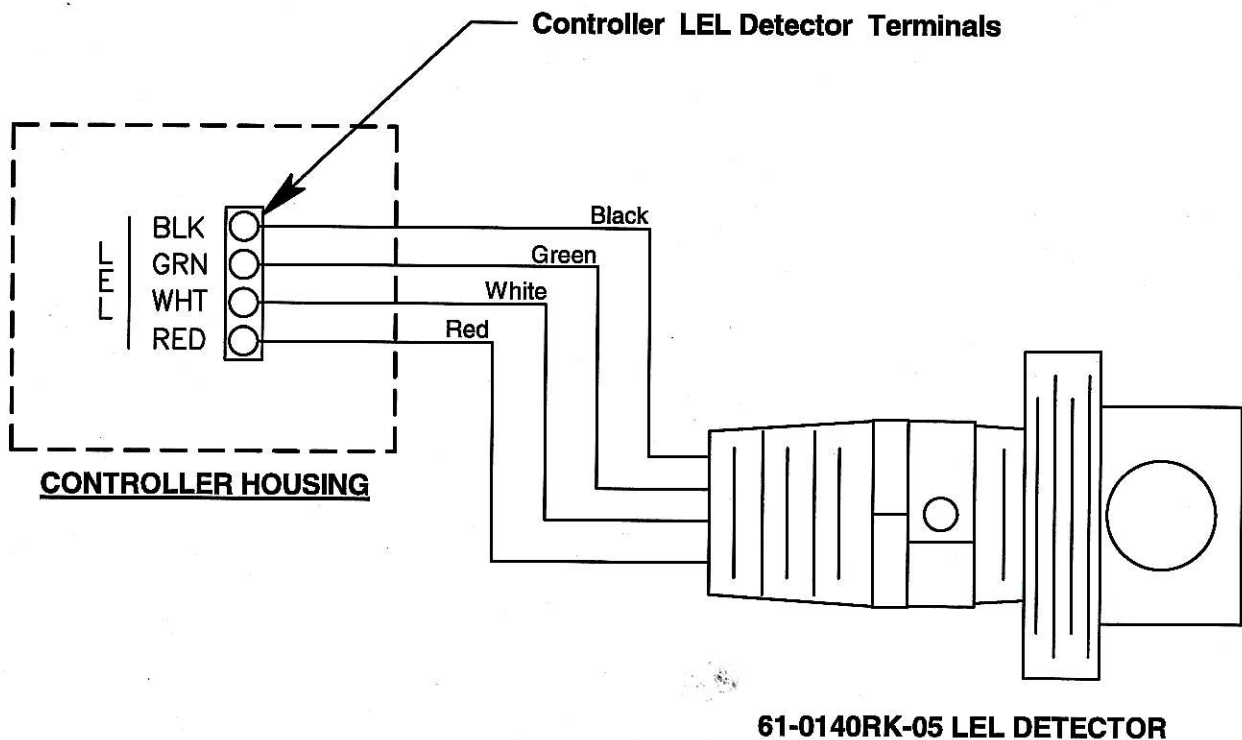 Controller LEL Detector Terminals
LEL
BLK
GRN
WHT
RED
Black
Green
White
Red
CONTROLLER HOUSING
61-0140RK-05 LEL DETECTOR